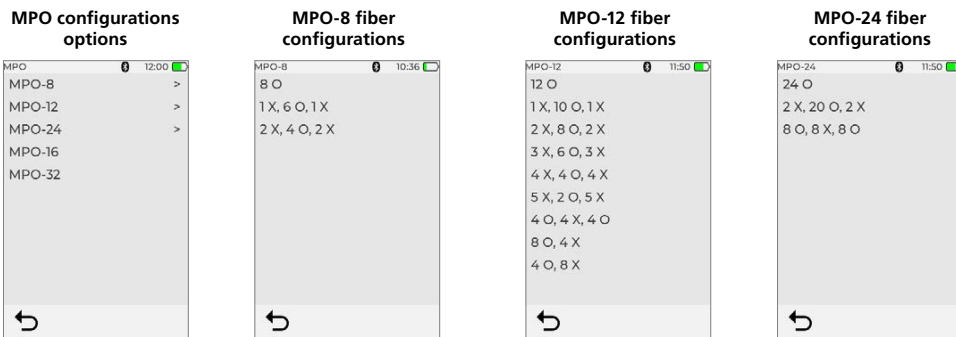 MPO configurations
options
MPO 12:00
MPO-8 >
MPO-12 >
MPO-24 >
MPO-16
MPO-32
MPO-8 fiber
configurations
MPO-8 10:36
8 O
1 X, 6 O, 1 X
2 X, 4 O, 2 X
MPO-12 fiber
configurations
MPO-12 11:50
12 O
1 X, 10 O, 1 X
2 X, 8 O, 2 X
3 X, 6 O, 3 X
4 X, 4 O, 4 X
5 X, 2 O, 5 X
4 O, 4 X, 4 O
8 O, 4 X
4 O, 8 X
MPO-24 fiber
configurations
MPO-24 11:50
24 O
2 X, 20 O, 2 X
8 O, 8 X, 8 O